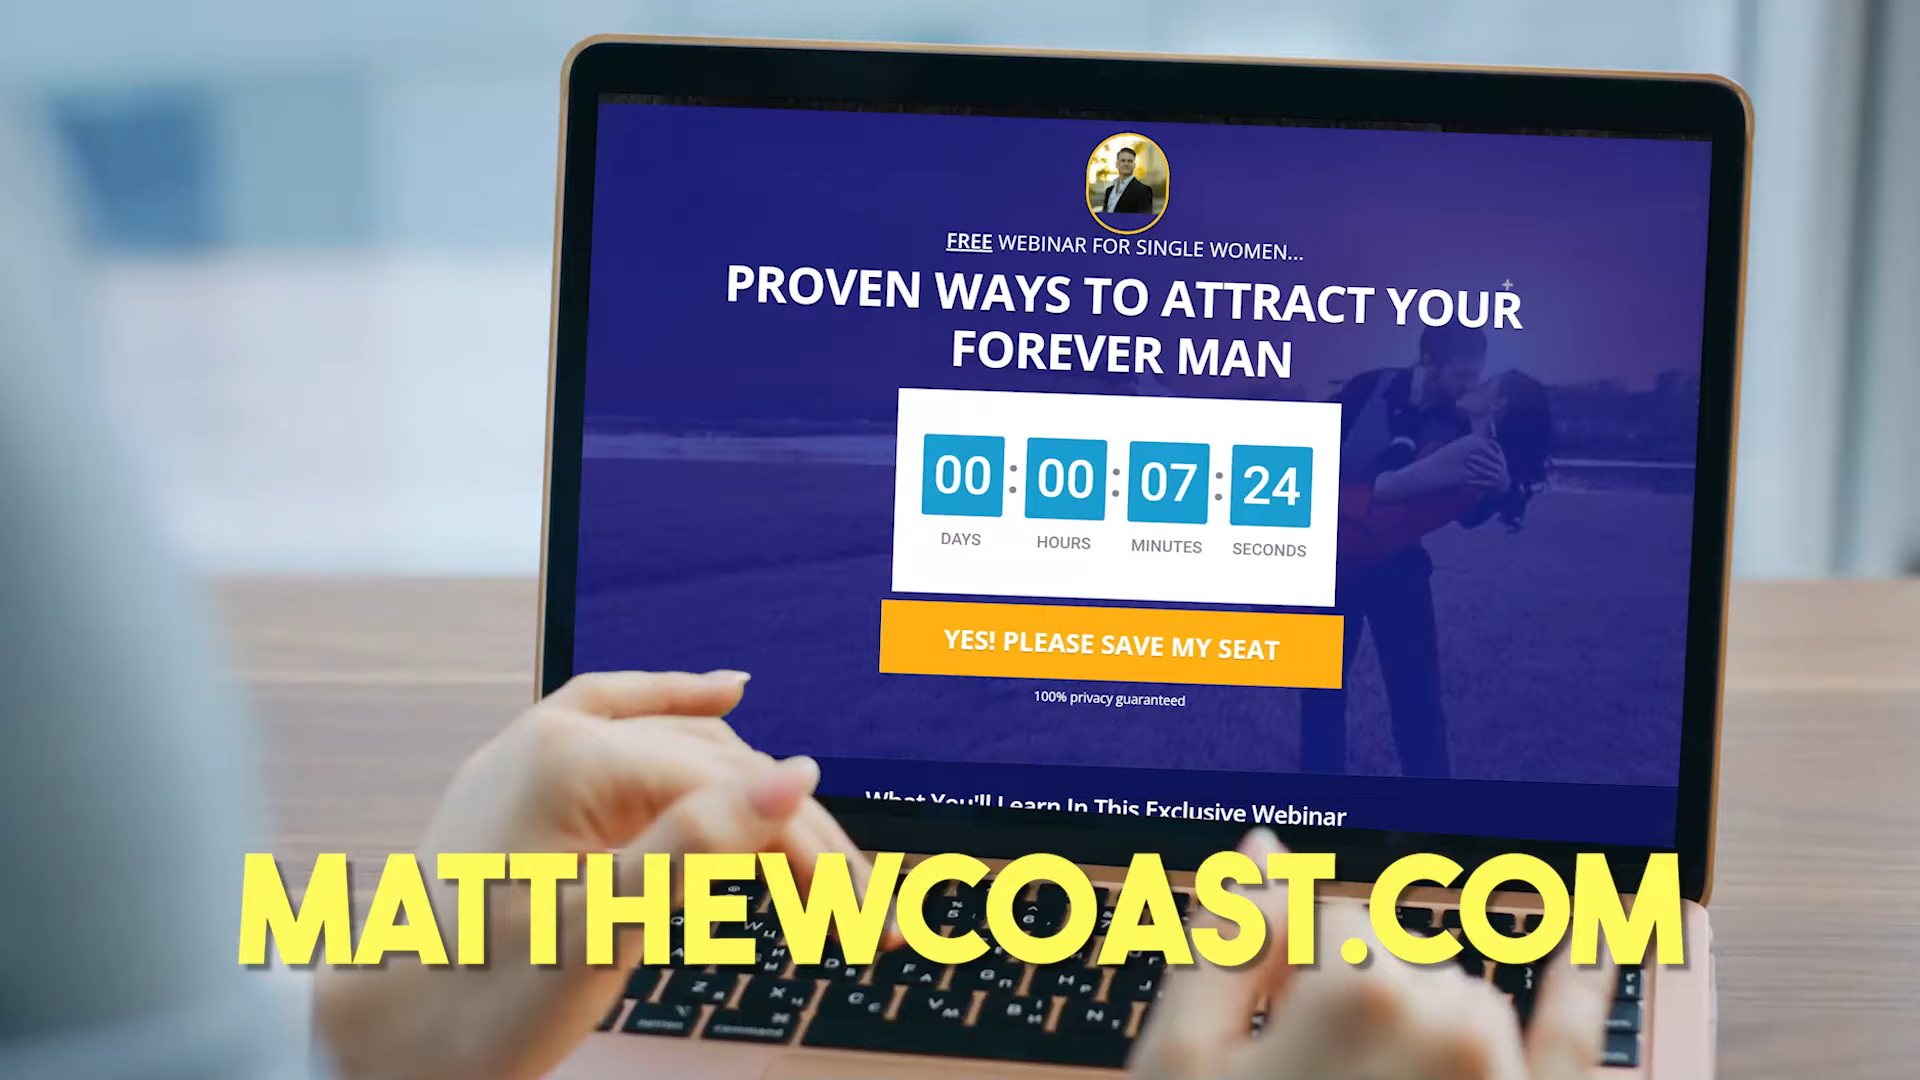 FREE WEBINAR FOR SINGLE WOMEN...
PROVEN WAYS TO ATTRACT YOUR
FOREVER MAN
00 : 00 : 07 : 24
DAYS HOURS MINUTES SECONDS
YES! PLEASE SAVE MY SEAT
100% privacy guaranteed
What You'll Learn In This Exclusive Webinar
MATTHEWCOAST.COM
command